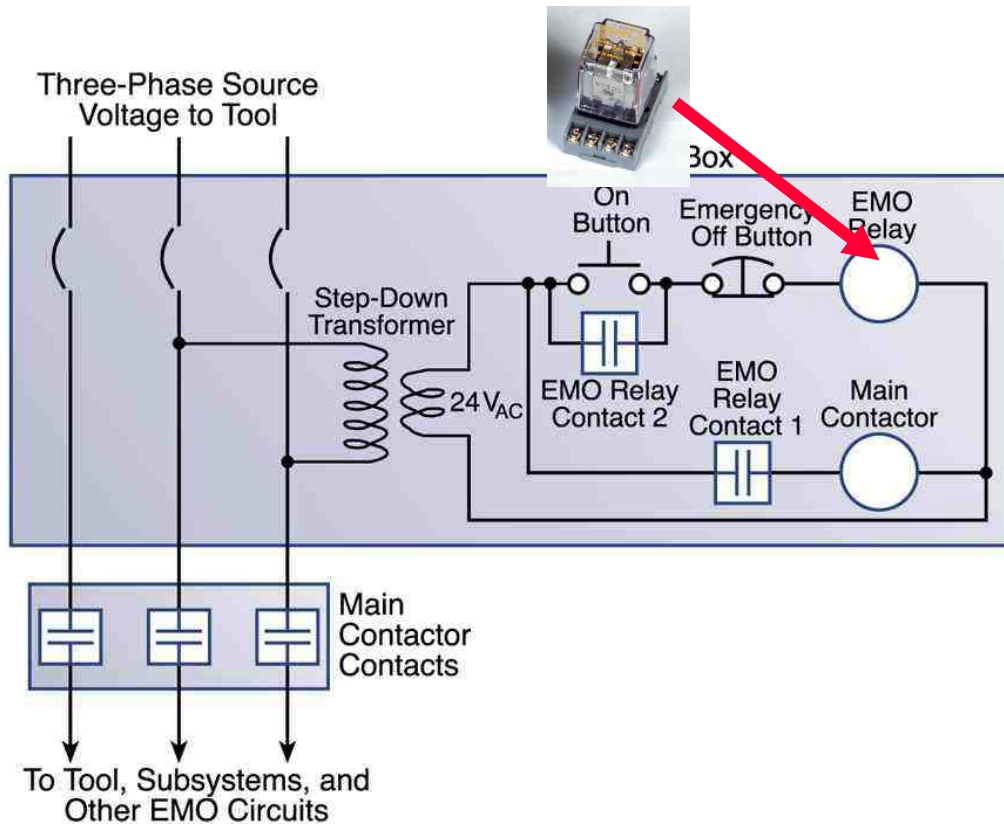 Three-Phase Source
Voltage to Tool
Box
On
Button
Emergency
Off Button
EMO
Relay
Step-Down
Transformer
24 VAC
EMO Relay
Contact 2
EMO
Relay
Contact 1
Main
Contactor
Main
Contactor
Contacts
To Tool, Subsystems, and
Other EMO Circuits